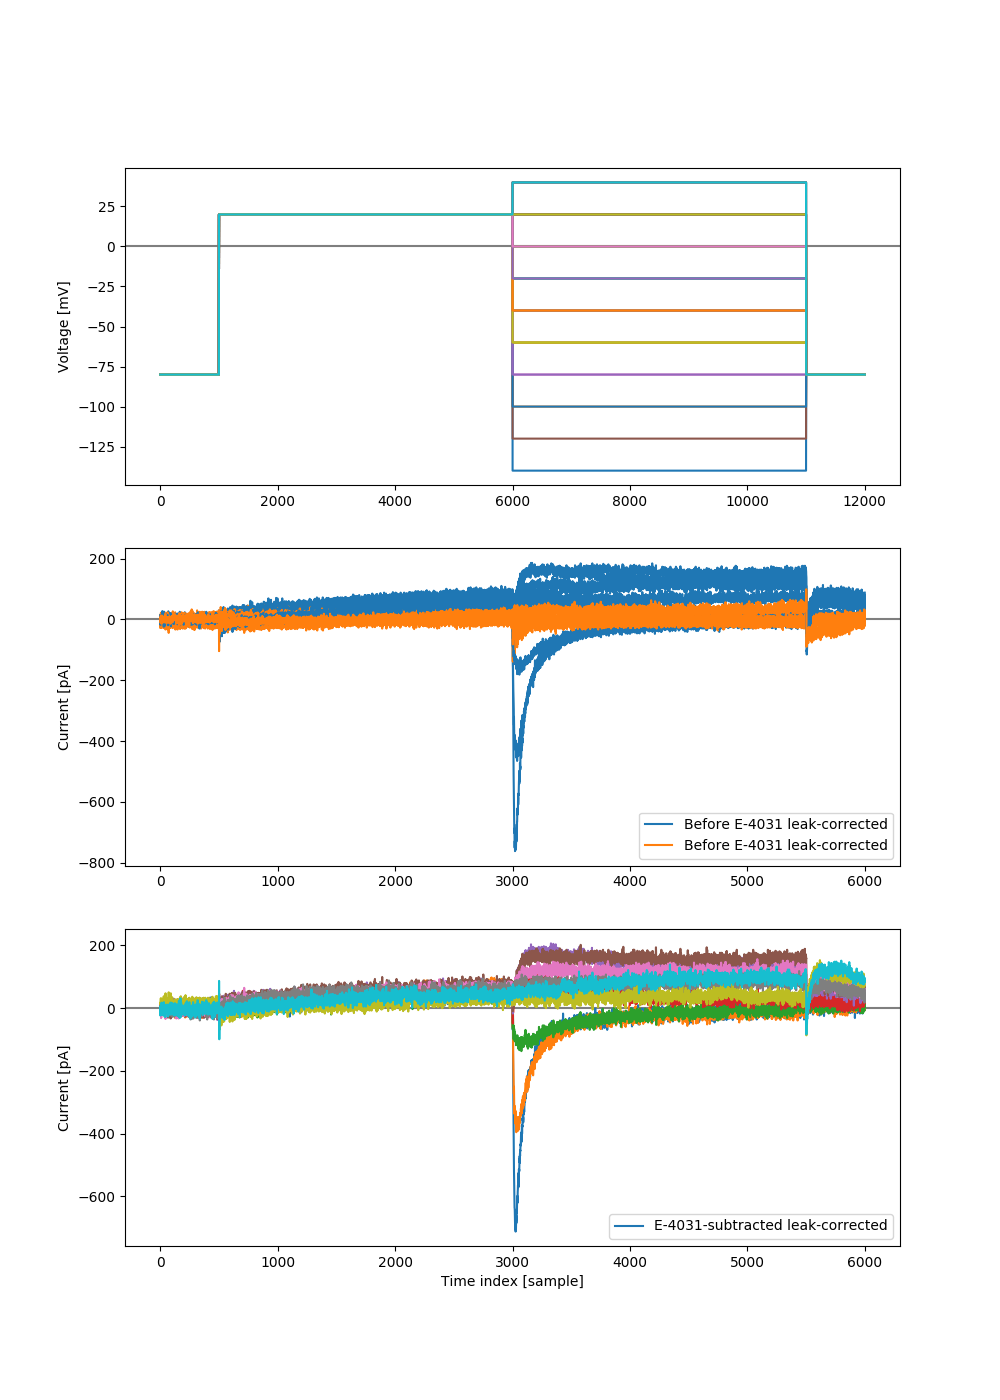 Voltage [mV]
25
0
−25
−50
−75
−100
−125
0 2000 4000 6000 8000 10000 12000
Current [pA]
200
0
−200
−400
−600
−800
Before E-4031 leak-corrected
Before E-4031 leak-corrected
0 1000 2000 3000 4000 5000 6000
Current [pA]
200
0
−200
−400
−600
E-4031-subtracted leak-corrected
0 1000 2000 3000 4000 5000 6000
Time index [sample]